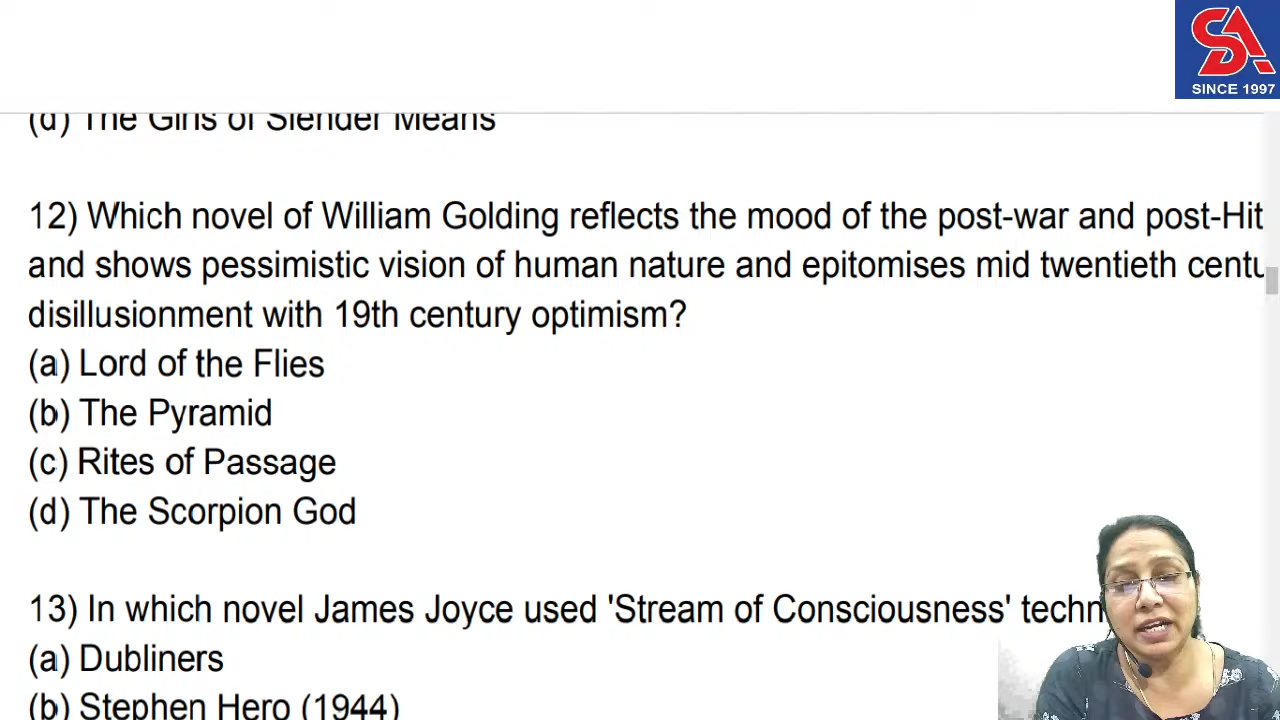 SA
SINCE 1997
(d) The Girls of Slender Means
12) Which novel of William Golding reflects the mood of the post-war and post-Hit
and shows pessimistic vision of human nature and epitomises mid twentieth centu
disillusionment with 19th century optimism?
(a) Lord of the Flies
(b) The Pyramid
(c) Rites of Passage
(d) The Scorpion God
13) In which novel James Joyce used 'Stream of Consciousness' techn
(a) Dubliners
(b) Stephen Hero (1944)